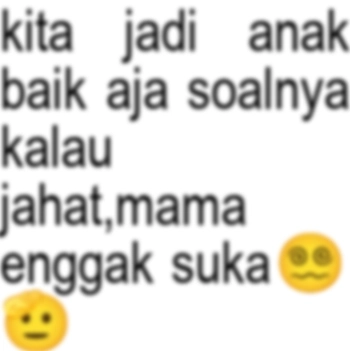 kita jadi anak
baik aja soalnya
kalau
jahat,mama
enggak suka😵‍💫
🫡